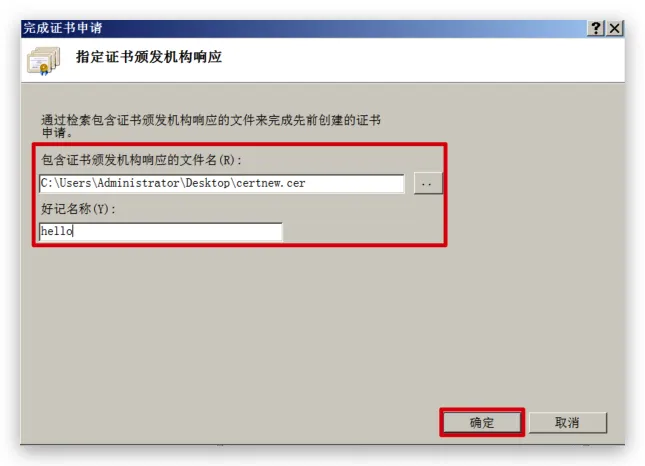 完成证书申请
指定证书颁发机构响应
通过检索包含证书颁发机构响应的文件来完成先前创建的证书
申请。
包含证书颁发机构响应的文件名(R):
C:\Users\Administrator\Desktop\certnew.cer
..
好记名称(Y):
hello
确定
取消